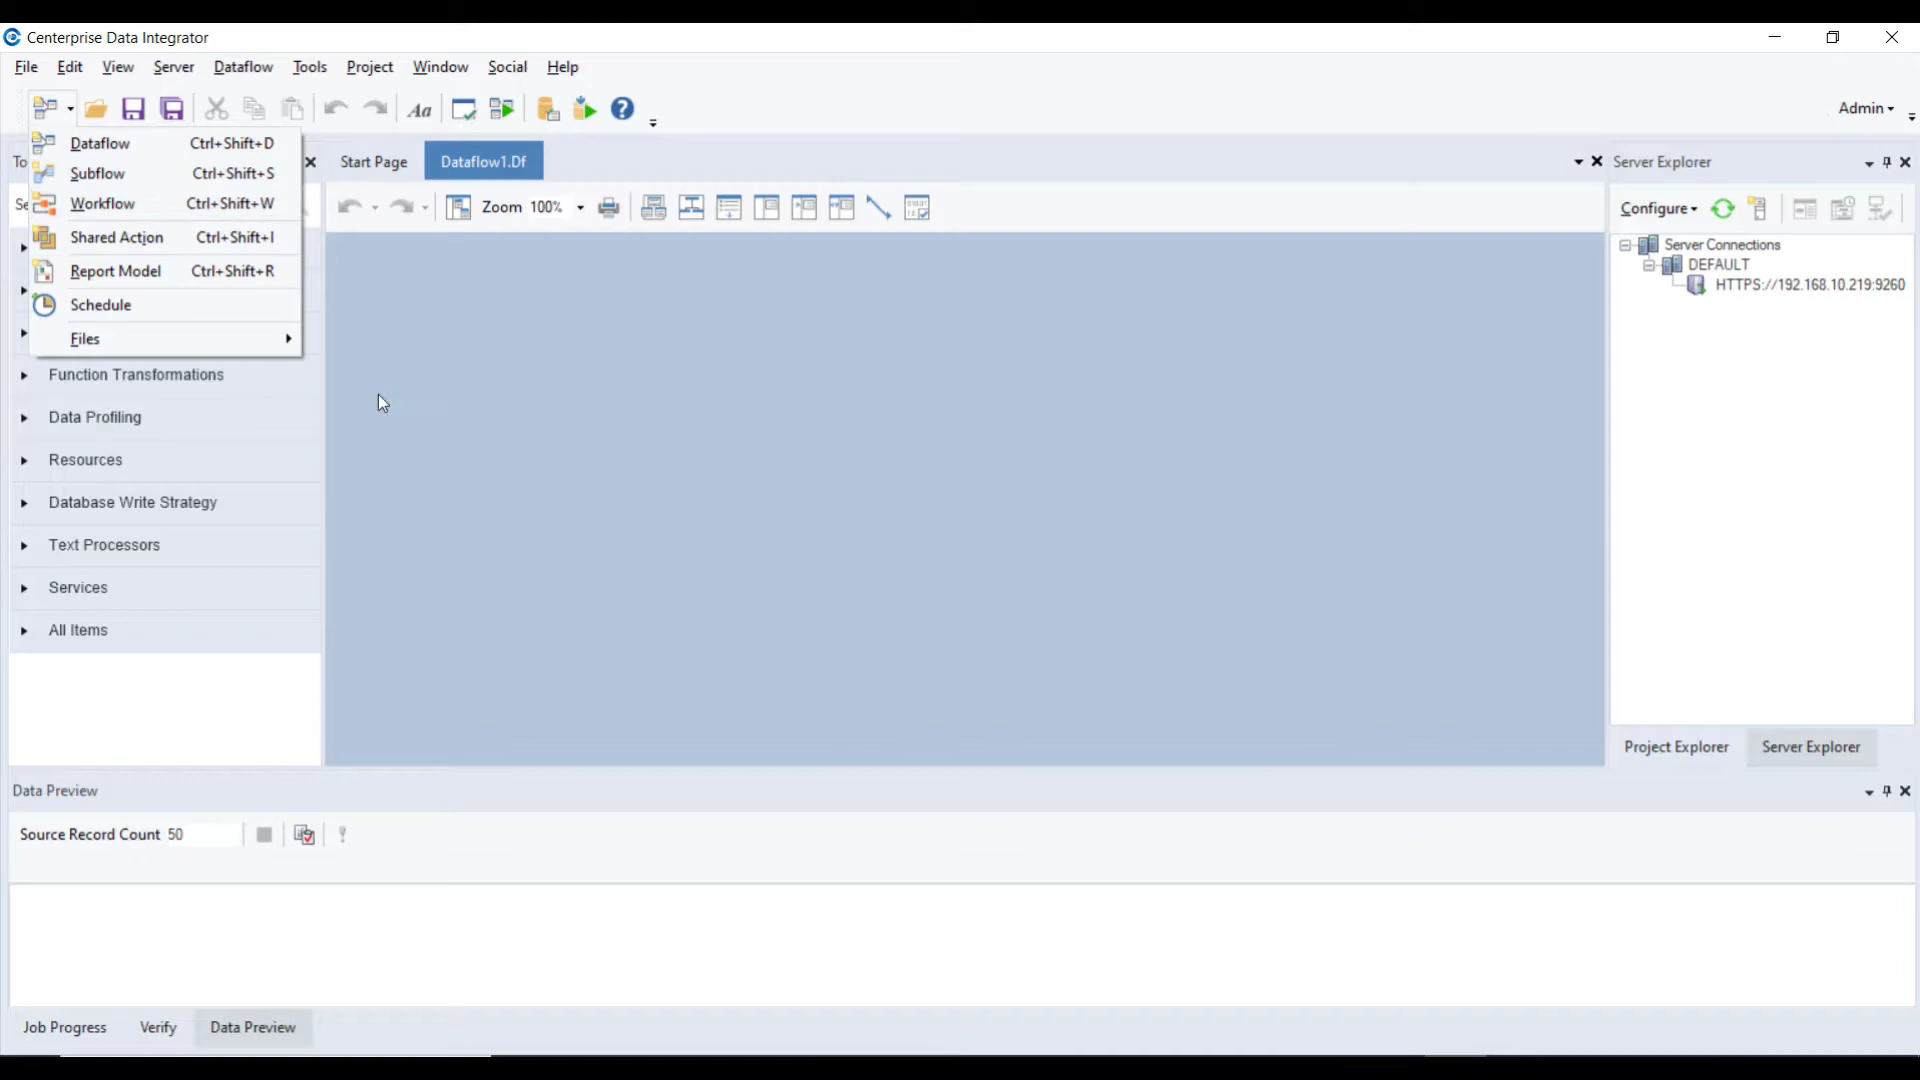 Centerprise Data Integrator
File Edit View Server Dataflow Tools Project Window Social Help
Aa
Admin
Dataflow Ctrl+Shift+D
Subflow Ctrl+Shift+S
Workflow Ctrl+Shift+W
Shared Action Ctrl+Shift+I
Report Model Ctrl+Shift+R
Schedule
Files
To
Se
Function Transformations
Data Profiling
Resources
Database Write Strategy
Text Processors
Services
All Items
Start Page Dataflow1.Df
Zoom 100%
Server Explorer
Configure
Server Connections
DEFAULT
HTTPS://192.168.10.219:9260
Project Explorer Server Explorer
Data Preview
Source Record Count 50
Job Progress Verify Data Preview